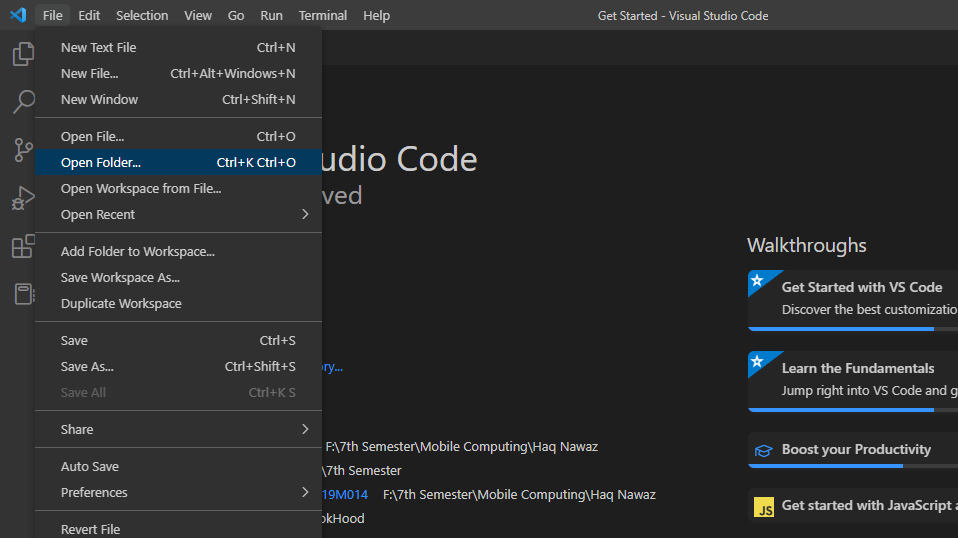 File Edit Selection View Go Run Terminal Help Get Started - Visual Studio Code
New Text File Ctrl+N
New File... Ctrl+Alt+Windows+N
New Window Ctrl+Shift+N
Open File... Ctrl+O
Open Folder... Ctrl+K Ctrl+O
Open Workspace from File...
Open Recent
Add Folder to Workspace...
Save Workspace As...
Duplicate Workspace
Save Ctrl+S
Save As... Ctrl+Shift+S
Save All Ctrl+K S
Share
Auto Save
Preferences
Revert File
udio Code
ved
ory...
F:\7th Semester\Mobile Computing\Haq Nawaz
\7th Semester
19M014 F:\7th Semester\Mobile Computing\Haq Nawaz
okHood
Walkthroughs
Get Started with VS Code
Discover the best customizatio
Learn the Fundamentals
Jump right into VS Code and g
Boost your Productivity
JS Get started with JavaScript a